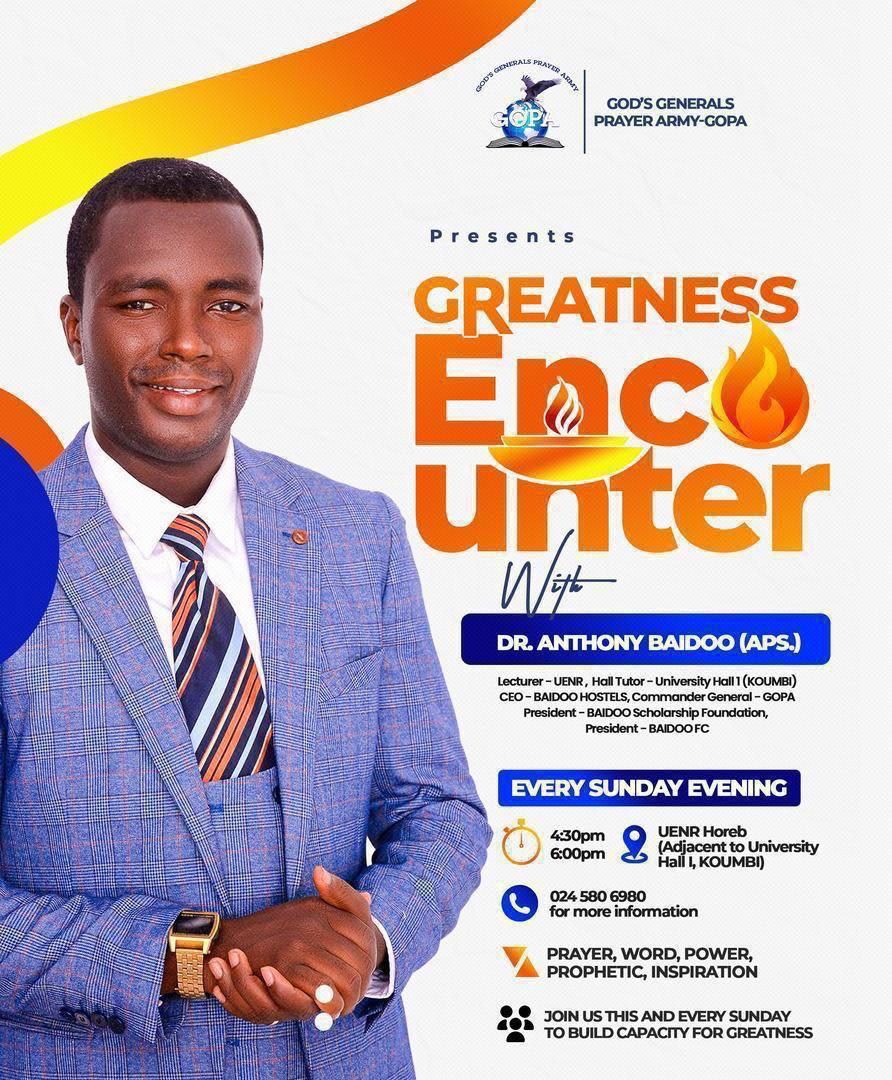 GOD'S GENERALS PRAYER ARMY
GOPA
GOD'S GENERALS
PRAYER ARMY-GOPA
Presents
GREATNESS
Enco
unter
With
DR. ANTHONY BAIDOO (APS.)
Lecturer - UENR , Hall Tutor - University Hall 1 (KOUMBI)
CEO - BAIDOO HOSTELS, Commander General - GOPA
President - BAIDOO Scholarship Foundation,
President - BAIDOO FC
EVERY SUNDAY EVENING
4:30pm
6:00pm
UENR Horeb
(Adjacent to University
Hall I, KOUMBI)
024 580 6980
for more information
PRAYER, WORD, POWER,
PROPHETIC, INSPIRATION
JOIN US THIS AND EVERY SUNDAY
TO BUILD CAPACITY FOR GREATNESS